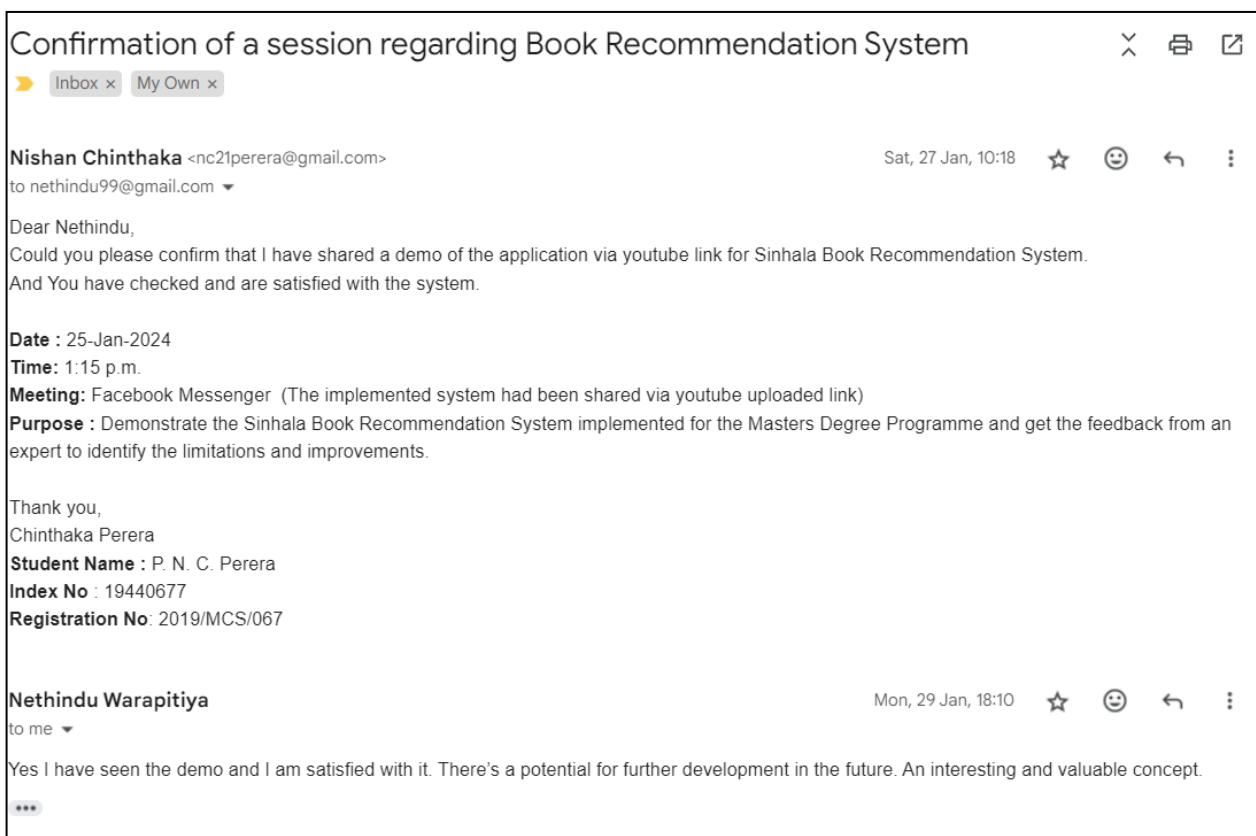 Confirmation of a session regarding Book Recommendation System
Inbox × My Own ×
Nishan Chinthaka <nc21perera@gmail.com> Sat, 27 Jan, 10:18
to nethindu99@gmail.com
Dear Nethindu,
Could you please confirm that I have shared a demo of the application via youtube link for Sinhala Book Recommendation System.
And You have checked and are satisfied with the system.
Date : 25-Jan-2024
Time: 1:15 p.m.
Meeting: Facebook Messenger (The implemented system had been shared via youtube uploaded link)
Purpose : Demonstrate the Sinhala Book Recommendation System implemented for the Masters Degree Programme and get the feedback from an
expert to identify the limitations and improvements.
Thank you,
Chinthaka Perera
Student Name : P. N. C. Perera
Index No : 19440677
Registration No: 2019/MCS/067
Nethindu Warapitiya Mon, 29 Jan, 18:10
to me
Yes I have seen the demo and I am satisfied with it. There's a potential for further development in the future. An interesting and valuable concept.